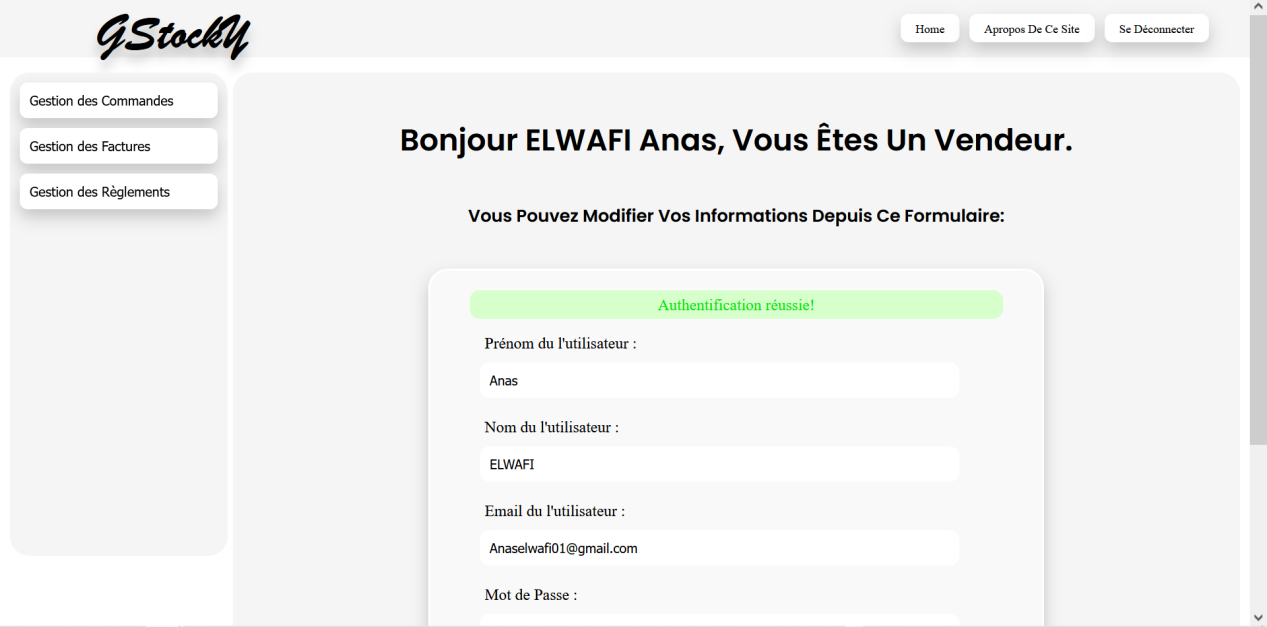 GStockY
Home
Apropos De Ce Site
Se Déconnecter
Gestion des Commandes
Gestion des Factures
Gestion des Règlements
Bonjour ELWAFI Anas, Vous Êtes Un Vendeur.
Vous Pouvez Modifier Vos Informations Depuis Ce Formulaire:
Authentification réussie!
Prénom du l'utilisateur :
Anas
Nom du l'utilisateur :
ELWAFI
Email du l'utilisateur :
Anaselwafi01@gmail.com
Mot de Passe :